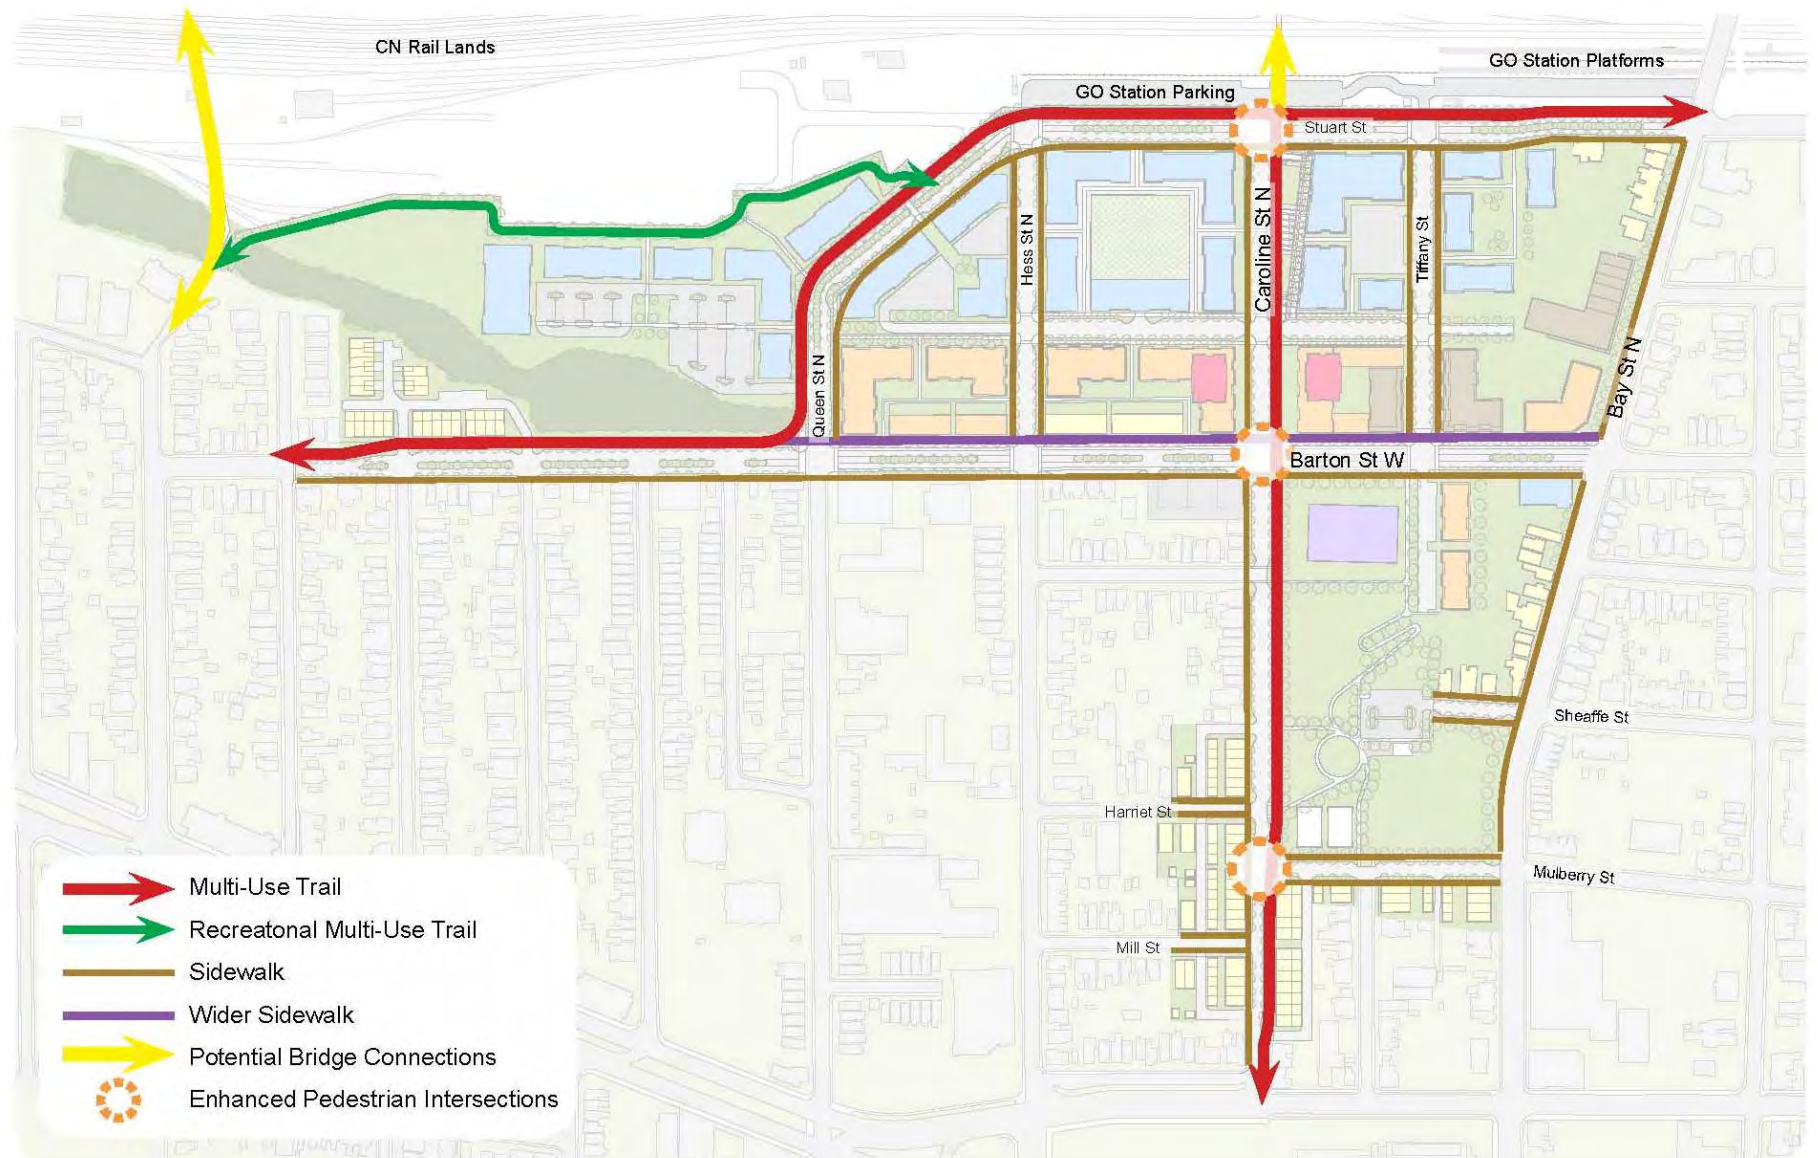 CN Rail Lands
GO Station Platforms
GO Station Parking
Stuart St
Hess St N
Caroline St N
Tiffany St
Queen St N
Bay St N
Barton St W
Sheaffe St
Harriet St
Mulberry St
Mill St
Multi-Use Trail
Recreatonal Multi-Use Trail
Sidewalk
Wider Sidewalk
Potential Bridge Connections
Enhanced Pedestrian Intersections